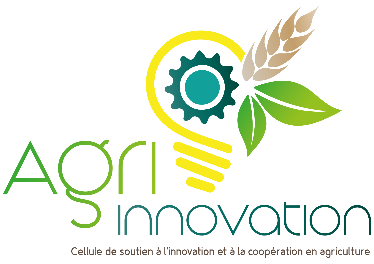 Agri
innovation
Cellule de soutien à l'innovation et à la coopération en agriculture